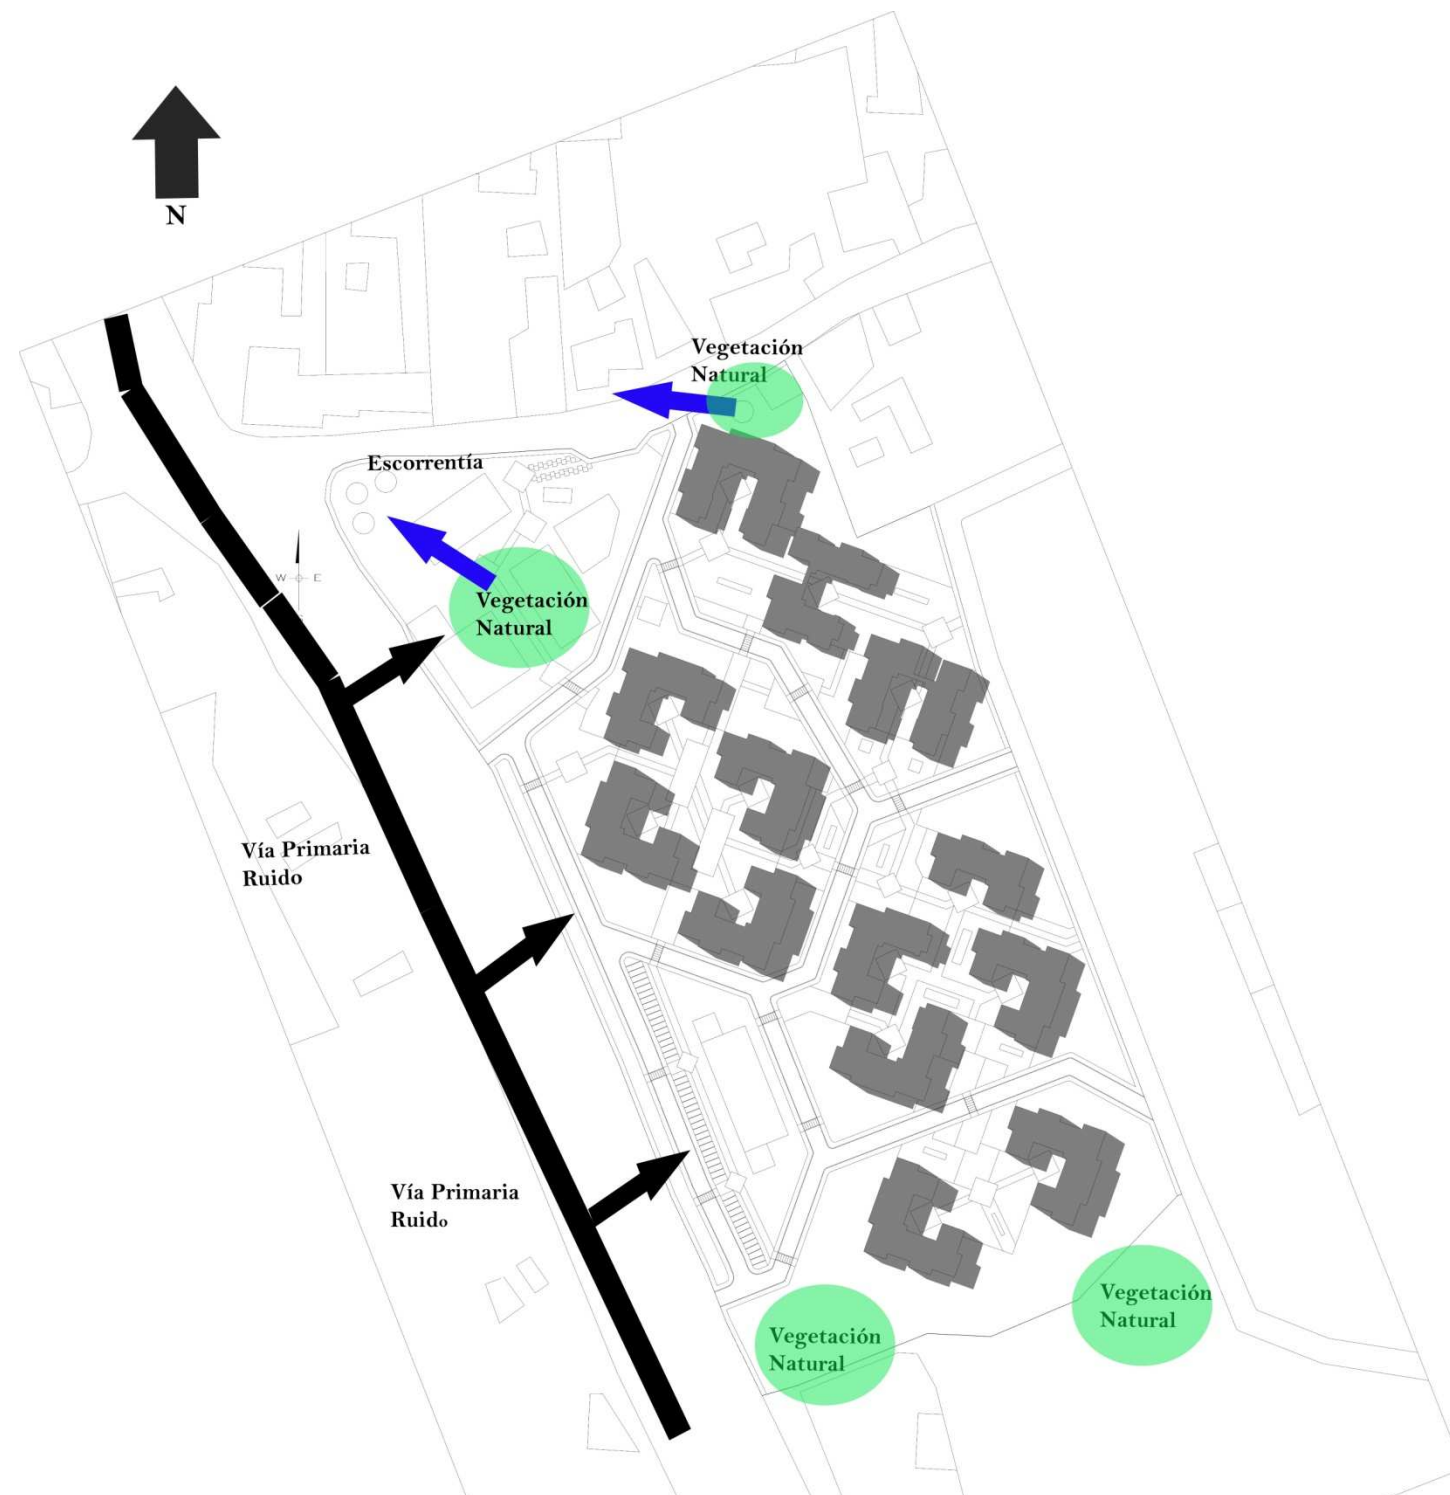 N
Vegetación
Natural
Escorrentía
W E
Vegetación
Natural
Vía Primaria
Ruido
Vía Primaria
Ruido
Vegetación
Natural
Vegetación
Natural